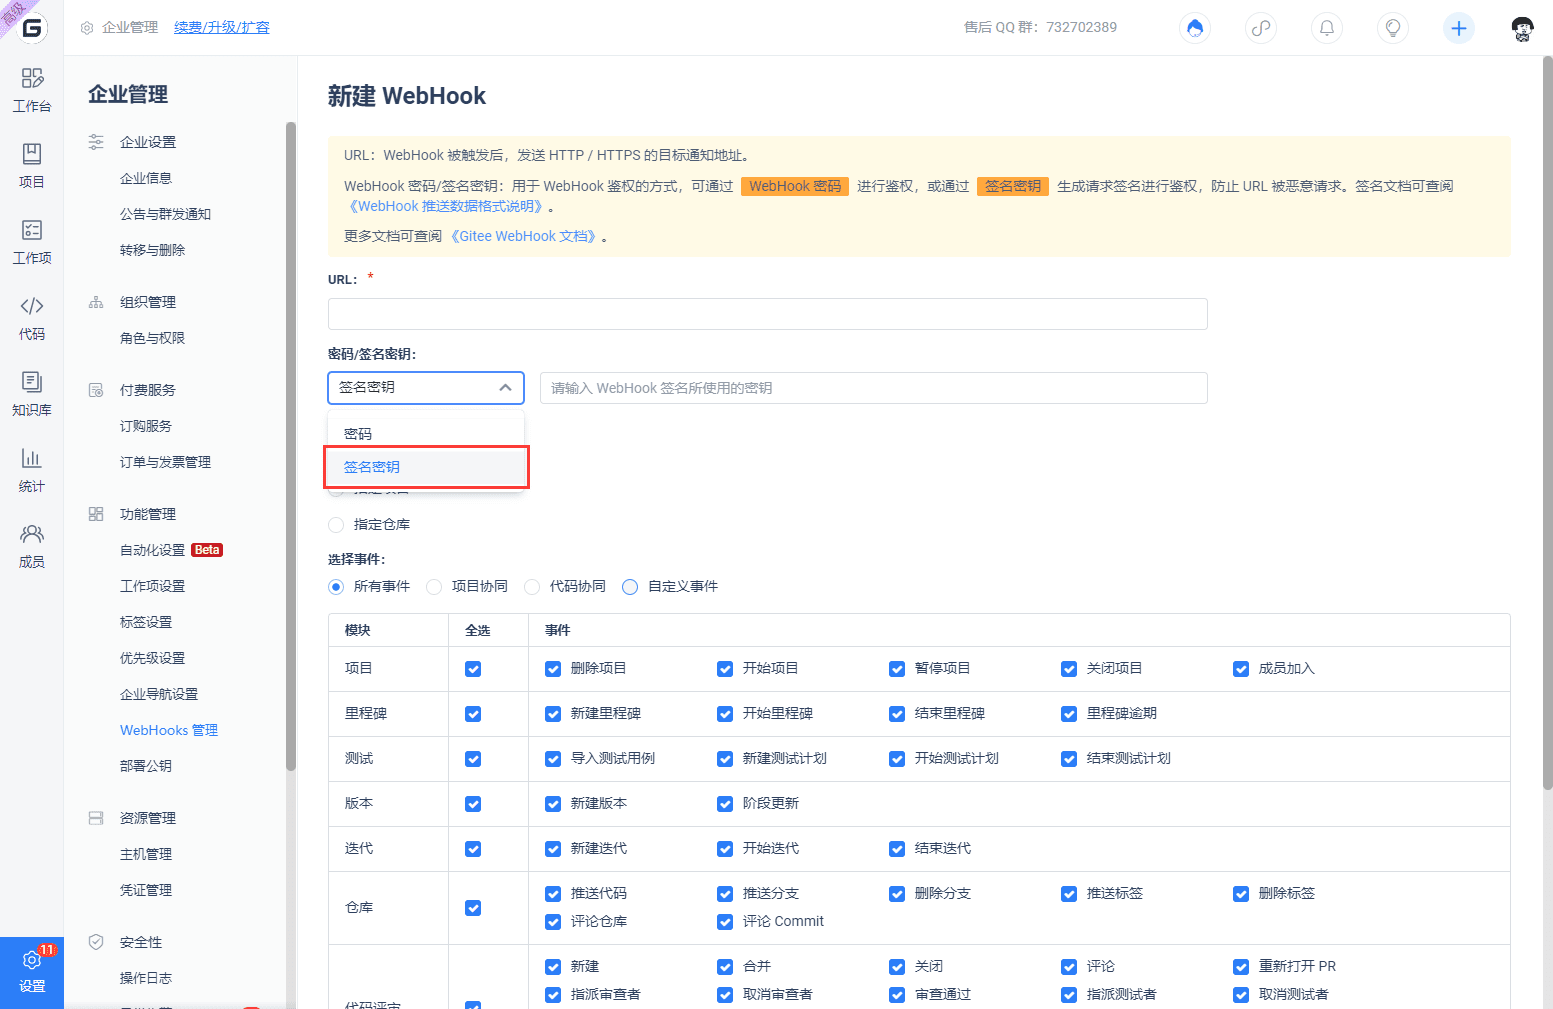 高级
企业管理 续费/升级/扩容
售后 QQ 群：732702389
工作台
项目
工作项
代码
知识库
统计
成员
11
设置
企业管理
企业设置
企业信息
公告与群发通知
转移与删除
组织管理
角色与权限
付费服务
订购服务
订单与发票管理
功能管理
自动化设置 Beta
工作项设置
标签设置
优先级设置
企业导航设置
WebHooks 管理
部署公钥
资源管理
主机管理
凭证管理
安全性
操作日志
新建 WebHook
URL：WebHook 被触发后，发送 HTTP / HTTPS 的目标通知地址。
WebHook 密码/签名密钥：用于 WebHook 鉴权的方式，可通过 WebHook 密码 进行鉴权，或通过 签名密钥 生成请求签名进行鉴权，防止 URL 被恶意请求。签名文档可查阅
《WebHook 推送数据格式说明》。
更多文档可查阅《Gitee WebHook 文档》。
URL： *
密码/签名密钥：
签名密钥 请输入 WebHook 签名所使用的密钥
密码
签名密钥
指定仓库
选择事件：
所有事件 项目协同 代码协同 自定义事件
模块 全选 事件
项目 删除项目 开始项目 暂停项目 关闭项目 成员加入
里程碑 新建里程碑 开始里程碑 结束里程碑 里程碑逾期
测试 导入测试用例 新建测试计划 开始测试计划 结束测试计划
版本 新建版本 阶段更新
迭代 新建迭代 开始迭代 结束迭代
仓库 推送代码 推送分支 删除分支 推送标签 删除标签
评论仓库 评论 Commit
新建 合并 关闭 评论 重新打开 PR
代码评审 指派审查者 取消审查者 审查通过 指派测试者 取消测试者